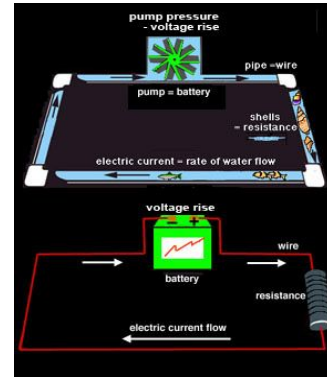 pump pressure
- voltage rise
pipe =wire
pump = battery
shells
= resistance
electric current = rate of water flow
voltage rise
- +
wire
battery
resistance
electric current flow